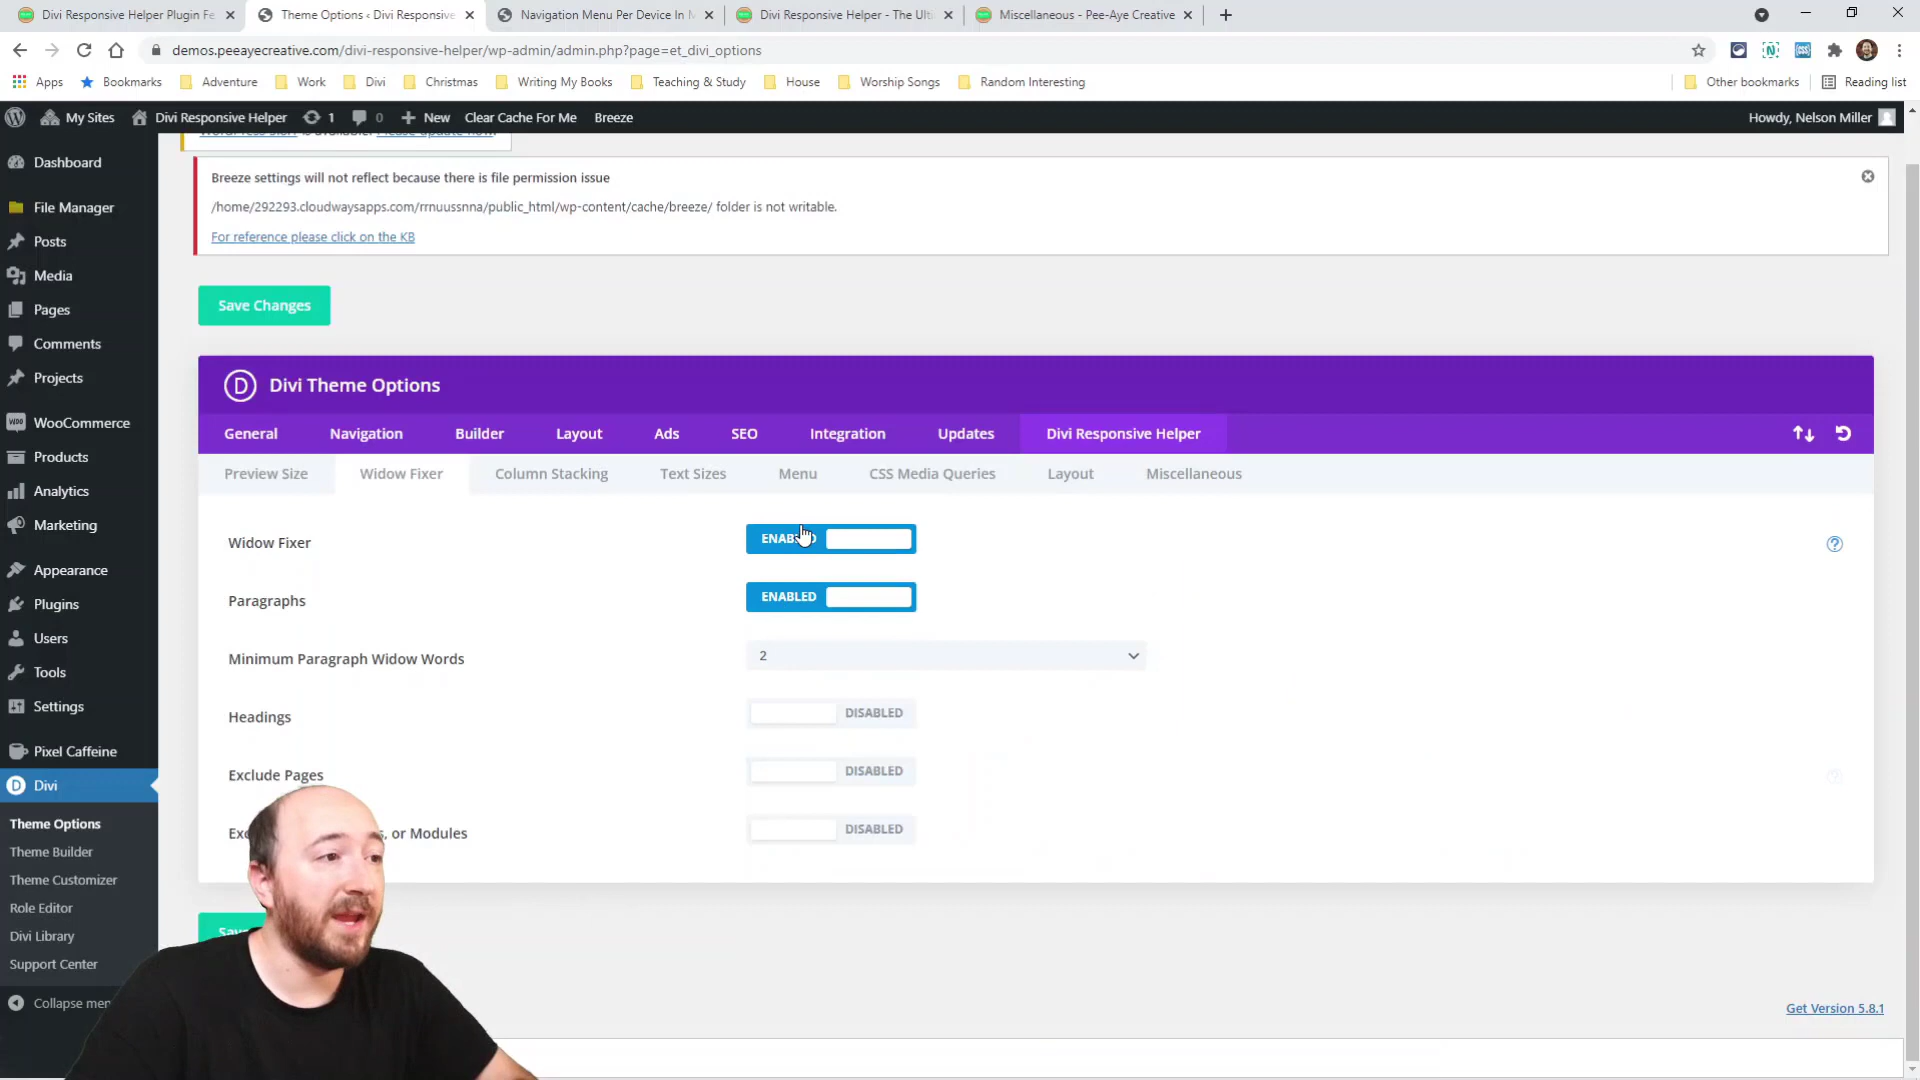 Divi Responsive Helper Plugin Fe
Theme Options ‹ Divi Responsive
Navigation Menu Per Device In
Divi Responsive Helper - The Ulti
Miscellaneous - Pee-Aye Creative
demos.peeayecreative.com/divi-responsive-helper/wp-admin/admin.php?page=et_divi_options
Apps Bookmarks Adventure Work Divi Christmas Writing My Books Teaching & Study House Worship Songs Random Interesting Other bookmarks Reading list
My Sites Divi Responsive Helper 1 0 New Clear Cache For Me Breeze Howdy, Nelson Miller
Dashboard
File Manager
Posts
Media
Pages
Comments
Projects
WooCommerce
Products
Analytics
Marketing
Appearance
Plugins
Users
Tools
Settings
Pixel Caffeine
Divi
Theme Options
Theme Builder
Theme Customizer
Role Editor
Divi Library
Support Center
Collapse men
Breeze settings will not reflect because there is file permission issue
/home/292293.cloudwaysapps.com/rrnuussnna/public_html/wp-content/cache/breeze/ folder is not writable.
For reference please click on the KB
Save Changes
Divi Theme Options
General Navigation Builder Layout Ads SEO Integration Updates Divi Responsive Helper
Preview Size Widow Fixer Column Stacking Text Sizes Menu CSS Media Queries Layout Miscellaneous
Widow Fixer ENABLED
Paragraphs ENABLED
Minimum Paragraph Widow Words 2
Headings DISABLED
Exclude Pages DISABLED
or Modules DISABLED
Get Version 5.8.1